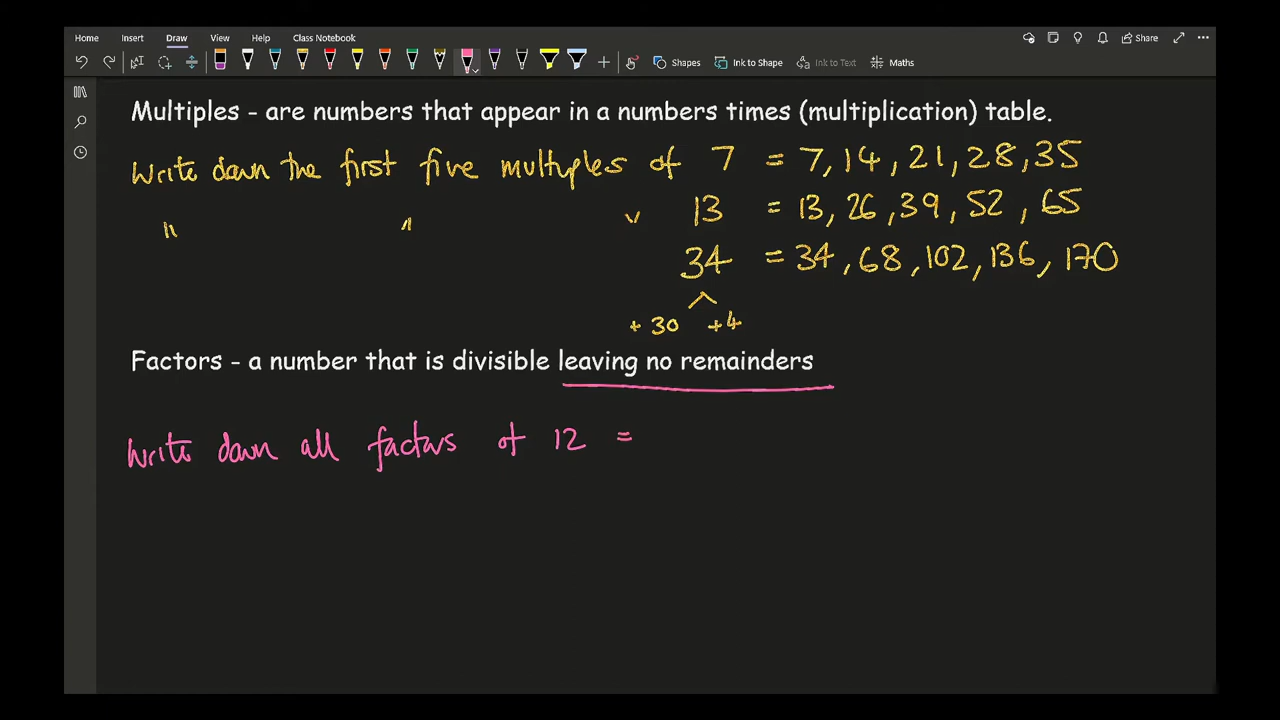 Home Insert Draw View Help Class Notebook Share
Shapes Ink to Shape Ink to Text Maths
Multiples - are numbers that appear in a numbers times (multiplication) table.
Write down the first five multiples of 7 = 7, 14, 21, 28, 35
" " " 13 = 13, 26, 39, 52, 65
34 = 34, 68, 102, 136, 170
+30 +4
Factors - a number that is divisible leaving no remainders
Write down all factors of 12 =